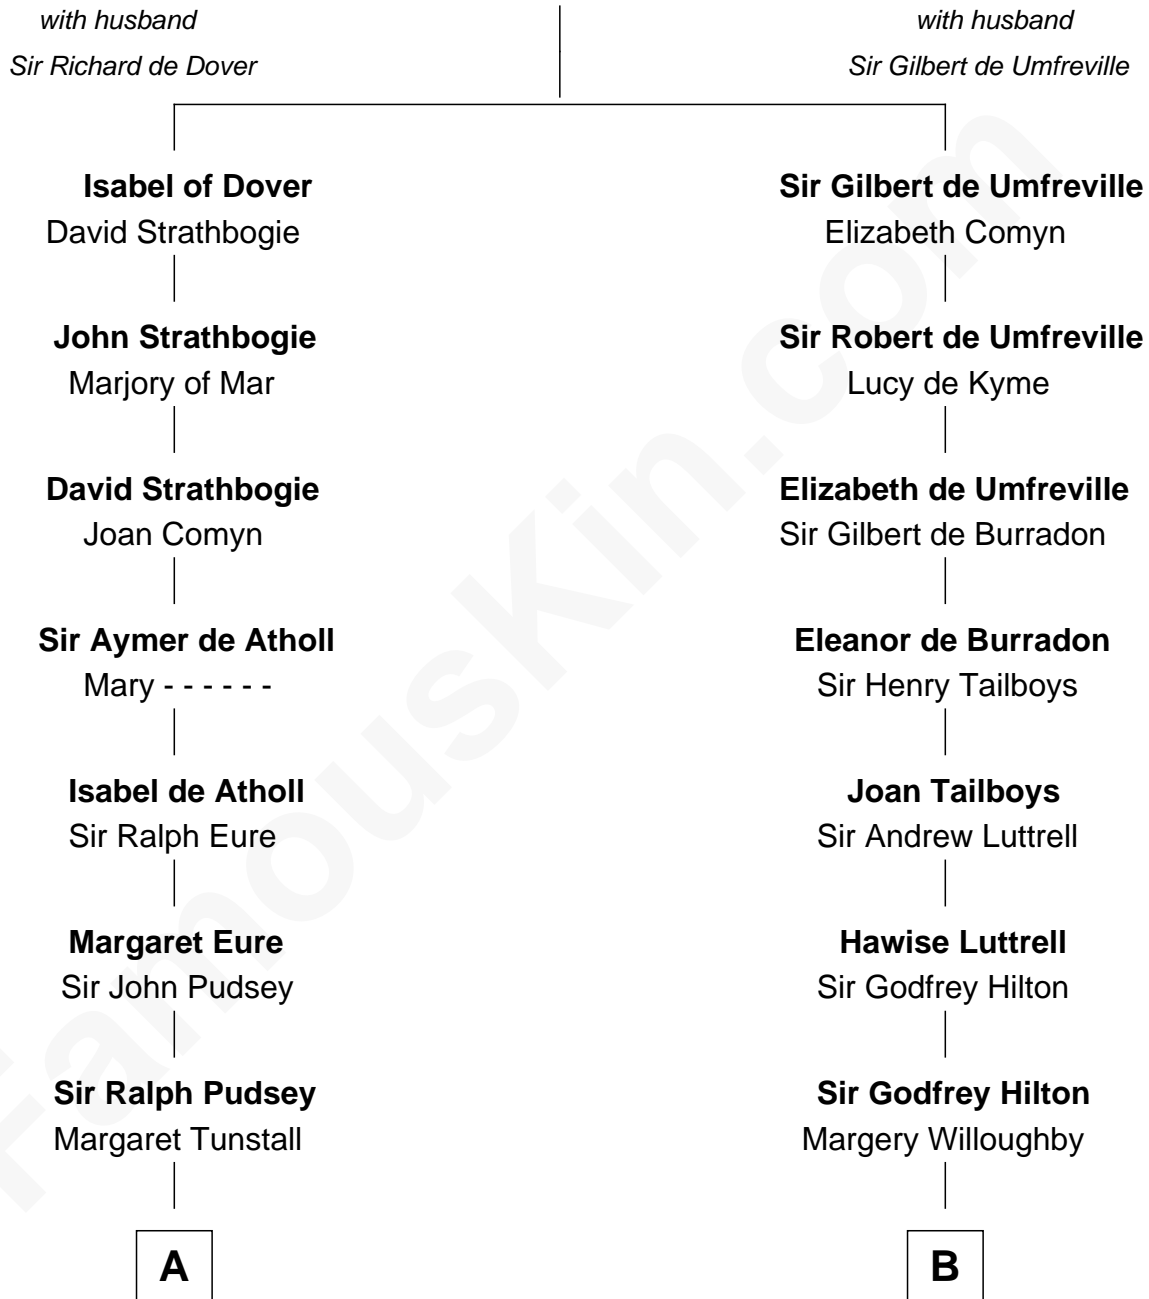 with husband
Sir Richard de Dover
with husband
Sir Gilbert de Umfreville
Isabel of Dover
David Strathbogie
John Strathbogie
Marjory of Mar
David Strathbogie
Joan Comyn
Sir Aymer de Atholl
Mary - - - - - -
Isabel de Atholl
Sir Ralph Eure
Margaret Eure
Sir John Pudsey
Sir Ralph Pudsey
Margaret Tunstall
A
Sir Gilbert de Umfreville
Elizabeth Comyn
Sir Robert de Umfreville
Lucy de Kyme
Elizabeth de Umfreville
Sir Gilbert de Burradon
Eleanor de Burradon
Sir Henry Tailboys
Joan Tailboys
Sir Andrew Luttrell
Hawise Luttrell
Sir Godfrey Hilton
Sir Godfrey Hilton
Margery Willoughby
B
FamousKin.com